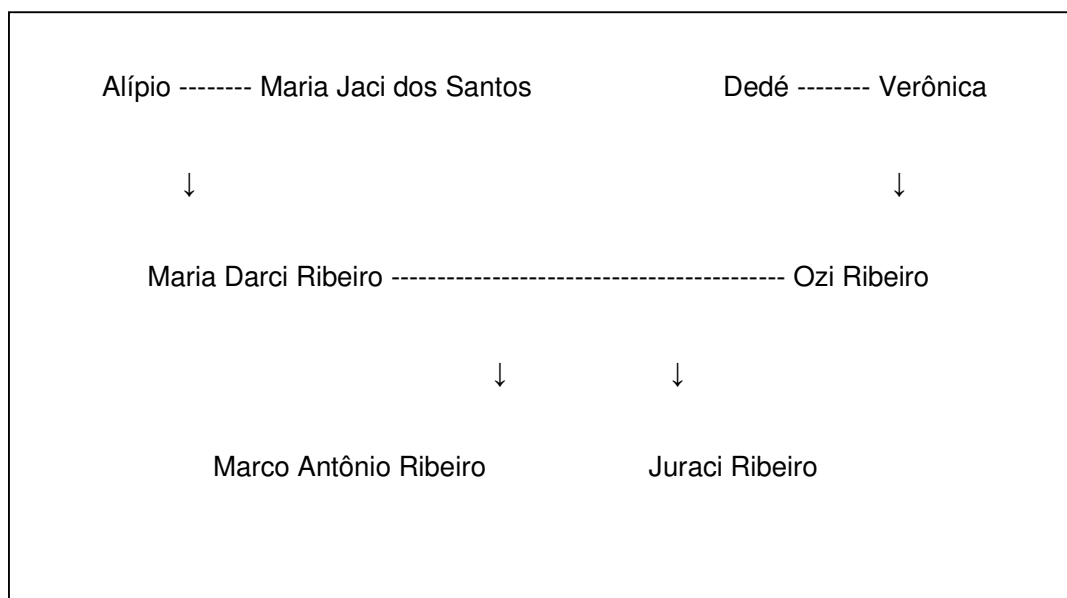 Alípio -------- Maria Jaci dos Santos Dedé -------- Verônica
↓ ↓
Maria Darci Ribeiro ------------------------------------------- Ozi Ribeiro
↓ ↓
Marco Antônio Ribeiro Juraci Ribeiro